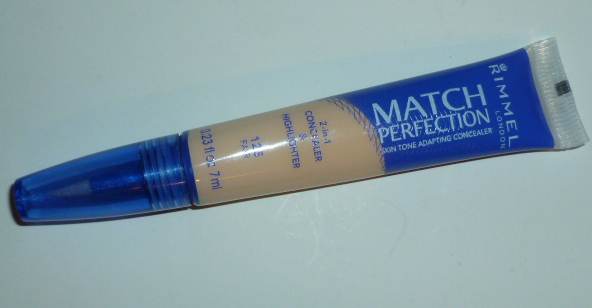 RIMMEL
LONDON
MATCH
PERFECTION
SKIN TONE ADAPTING CONCEALER
2-in-1
CONCEALER
&
HIGHLIGHTER
125
FAIR
0.23 fl oz 7 ml